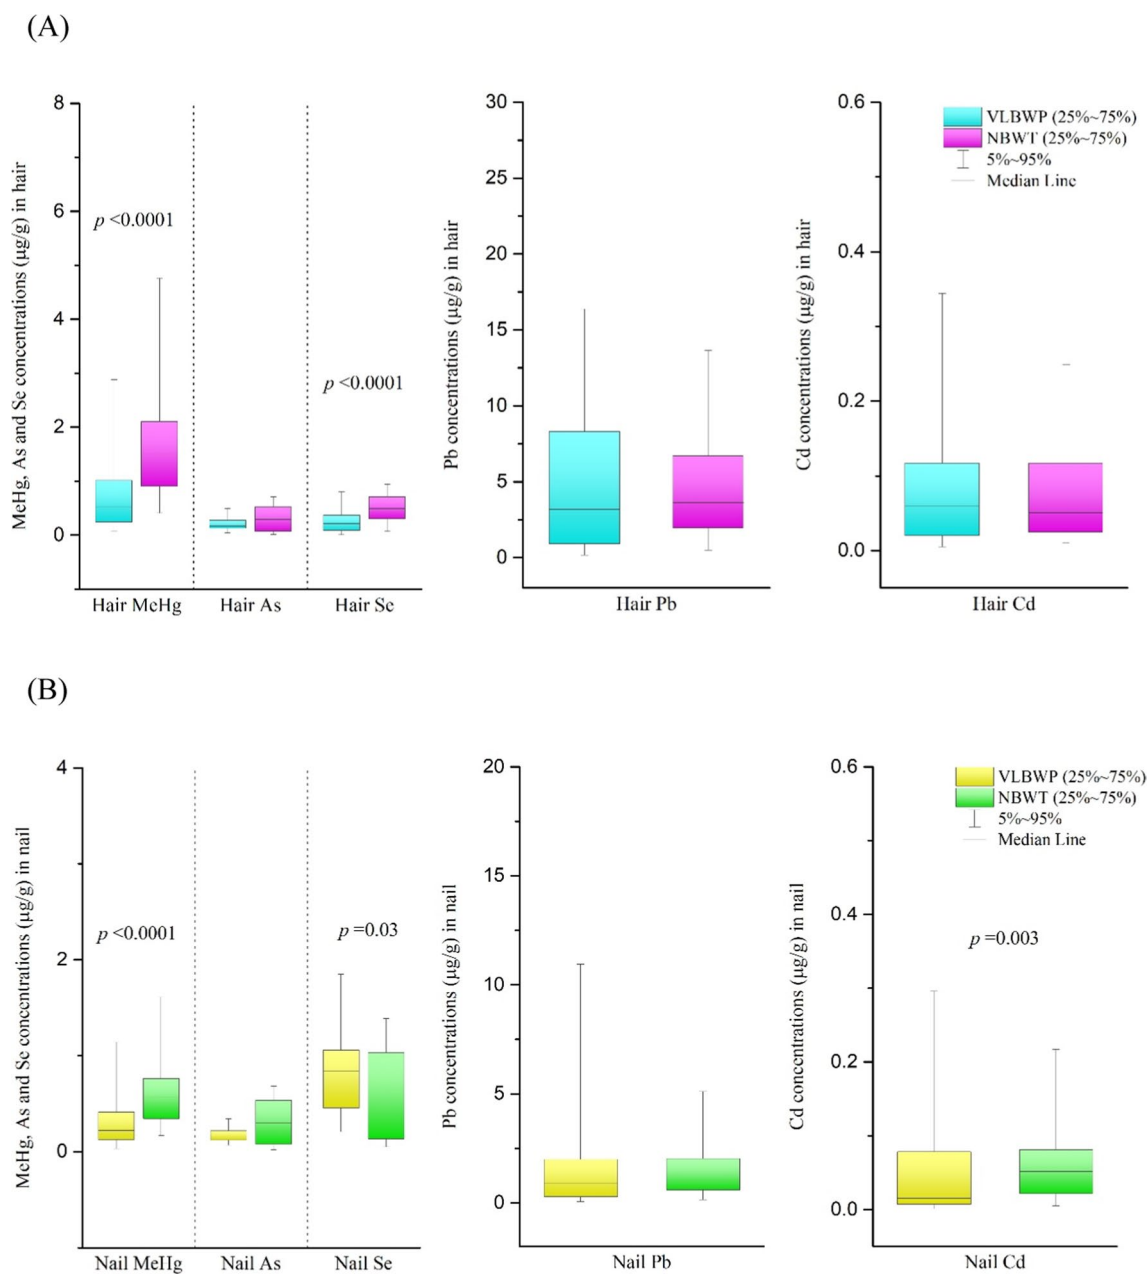 (A)
MeHg, As and Se concentrations (μg/g) in hair
8
6
4
2
0
p <0.0001
p <0.0001
Hair MeHg
Hair As
Hair Se
Pb concentrations (μg/g) in hair
30
25
20
15
10
5
0
Hair Pb
Cd concentrations (μg/g) in hair
0.6
0.4
0.2
0.0
VLBWP (25%~75%)
NBWT (25%~75%)
5%~95%
Median Line
Hair Cd
(B)
MeHg, As and Se concentrations (μg/g) in nail
4
2
0
p <0.0001
p =0.03
Nail MeHg
Nail As
Nail Se
Pb concentrations (μg/g) in nail
20
15
10
5
0
Nail Pb
Cd concentrations (μg/g) in nail
0.6
0.4
0.2
0.0
VLBWP (25%~75%)
NBWT (25%~75%)
5%~95%
Median Line
p =0.003
Nail Cd